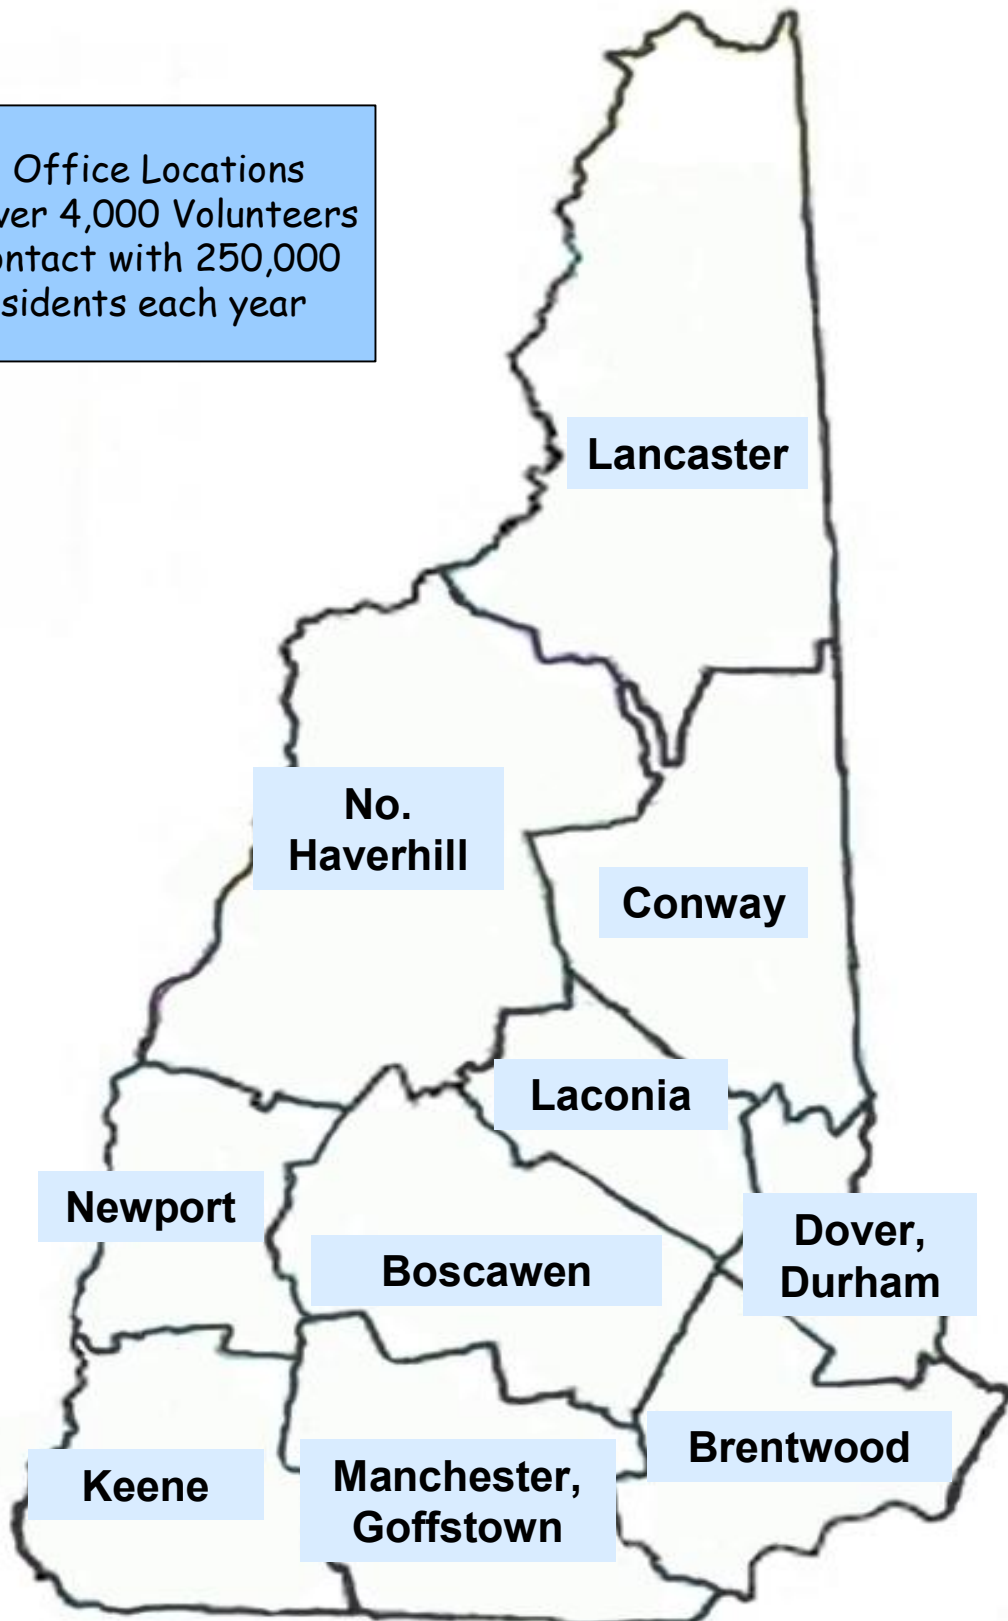 Office Locations
ver 4,000 Volunteers
ontact with 250,000
sidents each year
Lancaster
No.
Haverhill
Conway
Laconia
Newport
Dover,
Durham
Boscawen
Brentwood
Keene
Manchester,
Goffstown